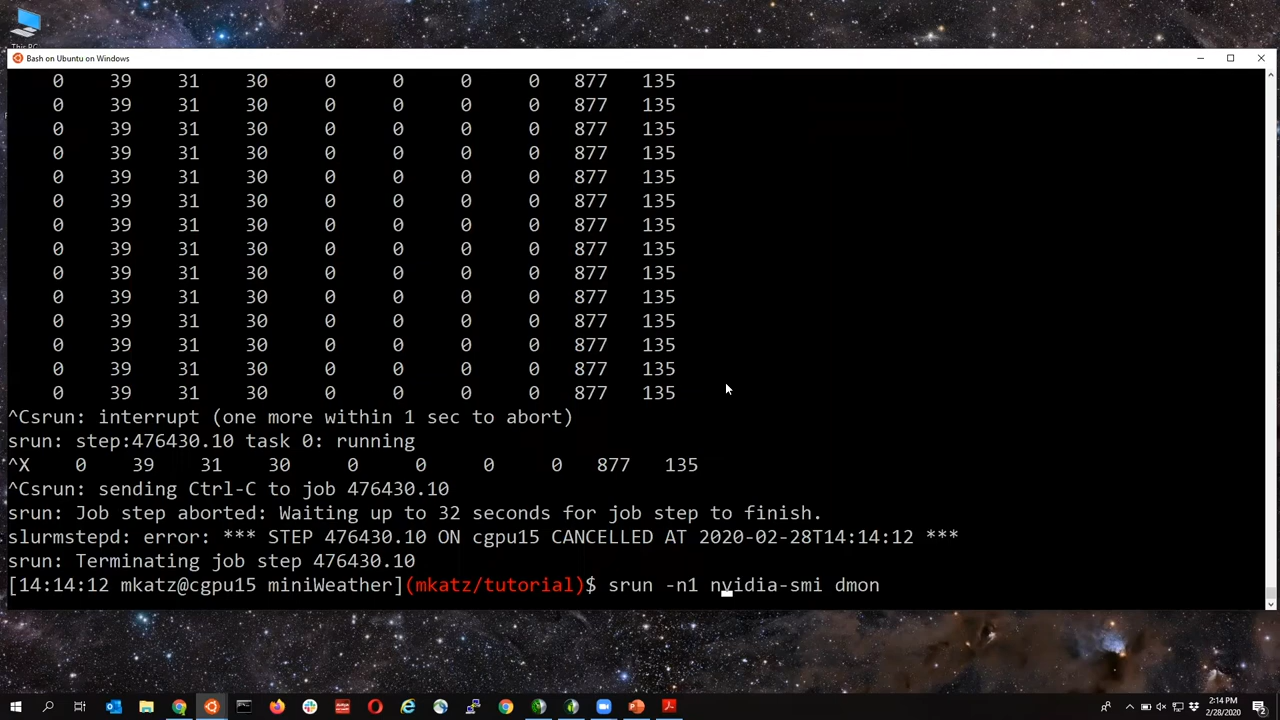 This PC
Bash on Ubuntu on Windows
0 39 31 30 0 0 0 0 877 135
0 39 31 30 0 0 0 0 877 135
0 39 31 30 0 0 0 0 877 135
0 39 31 30 0 0 0 0 877 135
0 39 31 30 0 0 0 0 877 135
0 39 31 30 0 0 0 0 877 135
0 39 31 30 0 0 0 0 877 135
0 39 31 30 0 0 0 0 877 135
0 39 31 30 0 0 0 0 877 135
0 39 31 30 0 0 0 0 877 135
0 39 31 30 0 0 0 0 877 135
0 39 31 30 0 0 0 0 877 135
0 39 31 30 0 0 0 0 877 135
0 39 31 30 0 0 0 0 877 135
^Csrun: interrupt (one more within 1 sec to abort)
srun: step:476430.10 task 0: running
^X 0 39 31 30 0 0 0 0 877 135
^Csrun: sending Ctrl-C to job 476430.10
srun: Job step aborted: Waiting up to 32 seconds for job step to finish.
slurmstepd: error: *** STEP 476430.10 ON cgpu15 CANCELLED AT 2020-02-28T14:14:12 ***
srun: Terminating job step 476430.10
[14:14:12 mkatz@cgpu15 miniWeather](mkatz/tutorial)$ srun -n1 nvidia-smi dmon
2:14 PM
2/28/2020